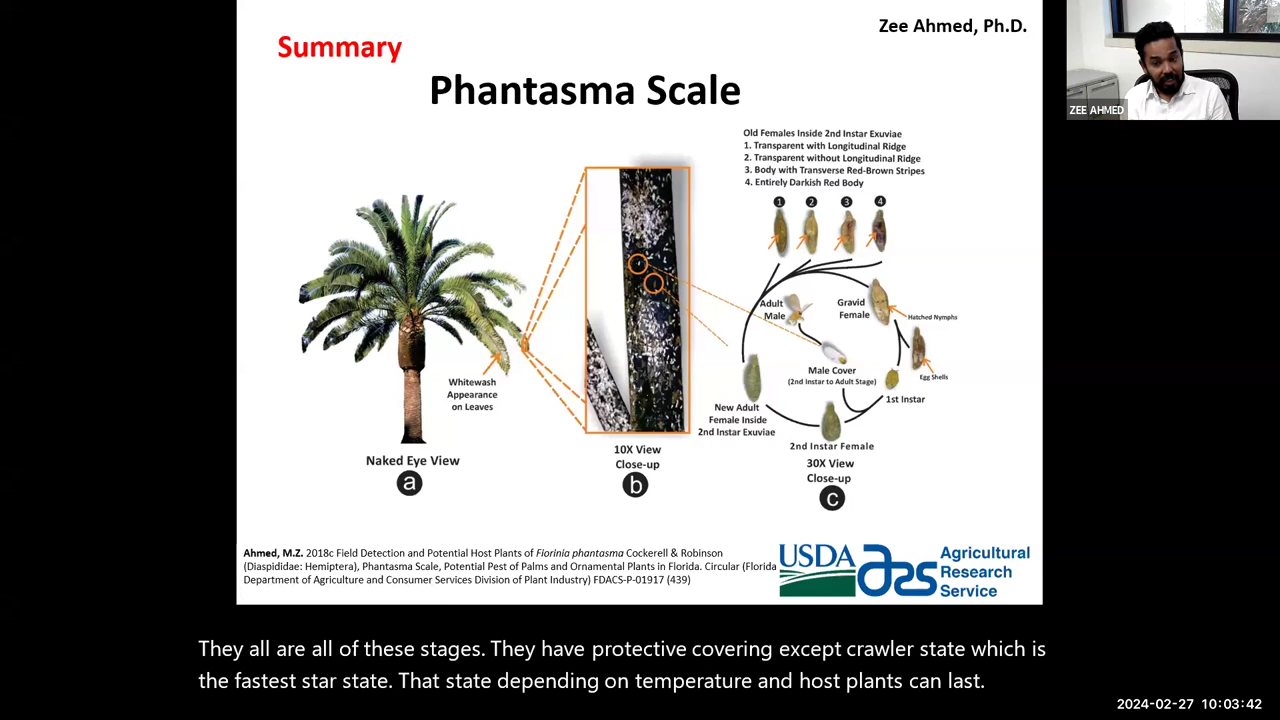 Zee Ahmed, Ph.D.
Summary
Phantasma Scale
ZEE AHMED
Old Females Inside 2nd Instar Exuviae
1. Transparent with Longitudinal Ridge
2. Transparent without Longitudinal Ridge
3. Body with Transverse Red-Brown Stripes
4. Entirely Darkish Red Body
1 2 3 4
Adult
Male
Gravid
Female
Hatched Nymphs
Male Cover
(2nd Instar to Adult Stage)
Egg Shells
1st Instar
Whitewash
Appearance
on Leaves
New Adult
Female Inside
2nd Instar Exuviae
2nd Instar Female
Naked Eye View
a
10X View
Close-up
b
30X View
Close-up
c
Ahmed, M.Z. 2018c Field Detection and Potential Host Plants of Fiorinia phantasma Cockerell & Robinson
(Diaspididae: Hemiptera), Phantasma Scale, Potential Pest of Palms and Ornamental Plants in Florida. Circular (Florida
Department of Agriculture and Consumer Services Division of Plant Industry) FDACS-P-01917 (439)
USDA
ars
Agricultural
Research
Service
They all are all of these stages. They have protective covering except crawler state which is
the fastest star state. That state depending on temperature and host plants can last.
2024-02-27 10:03:42